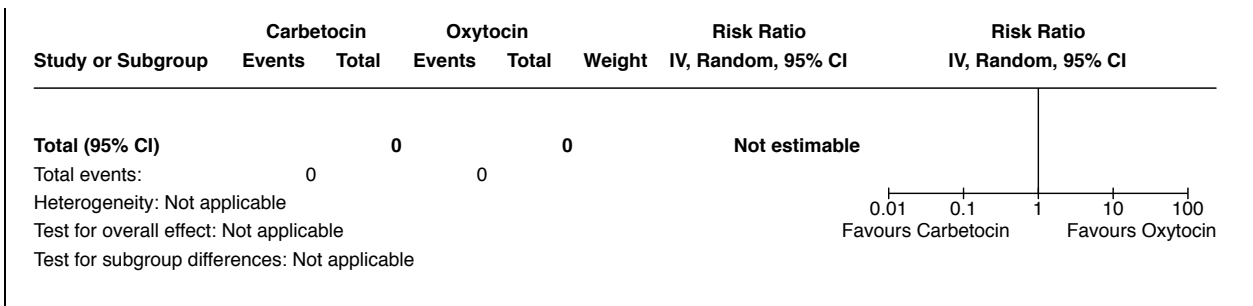 Carbetocin Oxytocin Risk Ratio Risk Ratio
Study or Subgroup Events Total Events Total Weight IV, Random, 95% CI IV, Random, 95% CI
Total (95% CI) 0 0 Not estimable
Total events: 0 0
Heterogeneity: Not applicable
0.01 0.1 1 10 100
Test for overall effect: Not applicable
Favours Carbetocin Favours Oxytocin
Test for subgroup differences: Not applicable